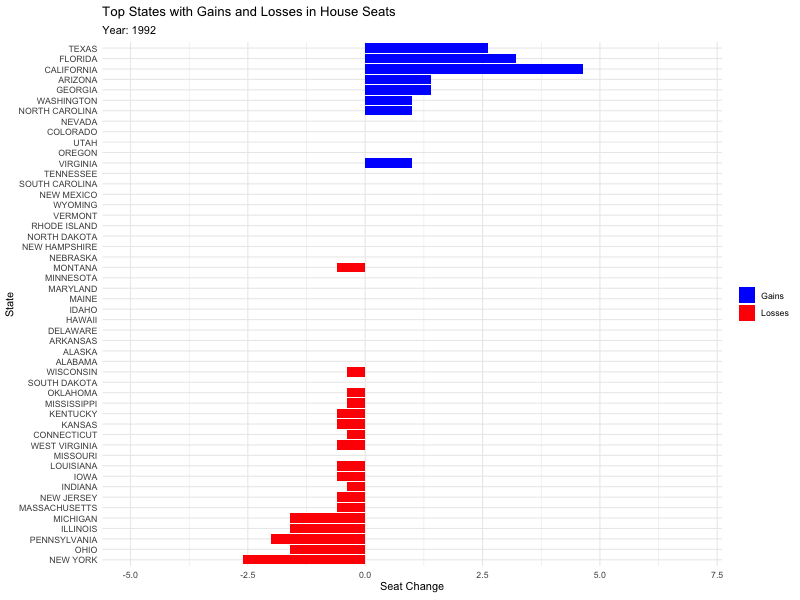 Top States with Gains and Losses in House Seats
Year: 1992
TEXAS
FLORIDA
CALIFORNIA
ARIZONA
GEORGIA
WASHINGTON
NORTH CAROLINA
NEVADA
COLORADO
UTAH
OREGON
VIRGINIA
TENNESSEE
SOUTH CAROLINA
NEW MEXICO
WYOMING
VERMONT
RHODE ISLAND
NORTH DAKOTA
NEW HAMPSHIRE
NEBRASKA
MONTANA
MINNESOTA
MARYLAND
MAINE
IDAHO
HAWAII
DELAWARE
ARKANSAS
ALASKA
ALABAMA
WISCONSIN
SOUTH DAKOTA
OKLAHOMA
MISSISSIPPI
KENTUCKY
KANSAS
CONNECTICUT
WEST VIRGINIA
MISSOURI
LOUISIANA
IOWA
INDIANA
NEW JERSEY
MASSACHUSETTS
MICHIGAN
ILLINOIS
PENNSYLVANIA
OHIO
NEW YORK
State
-5.0 -2.5 0.0 2.5 5.0 7.5
Seat Change
Gains
Losses